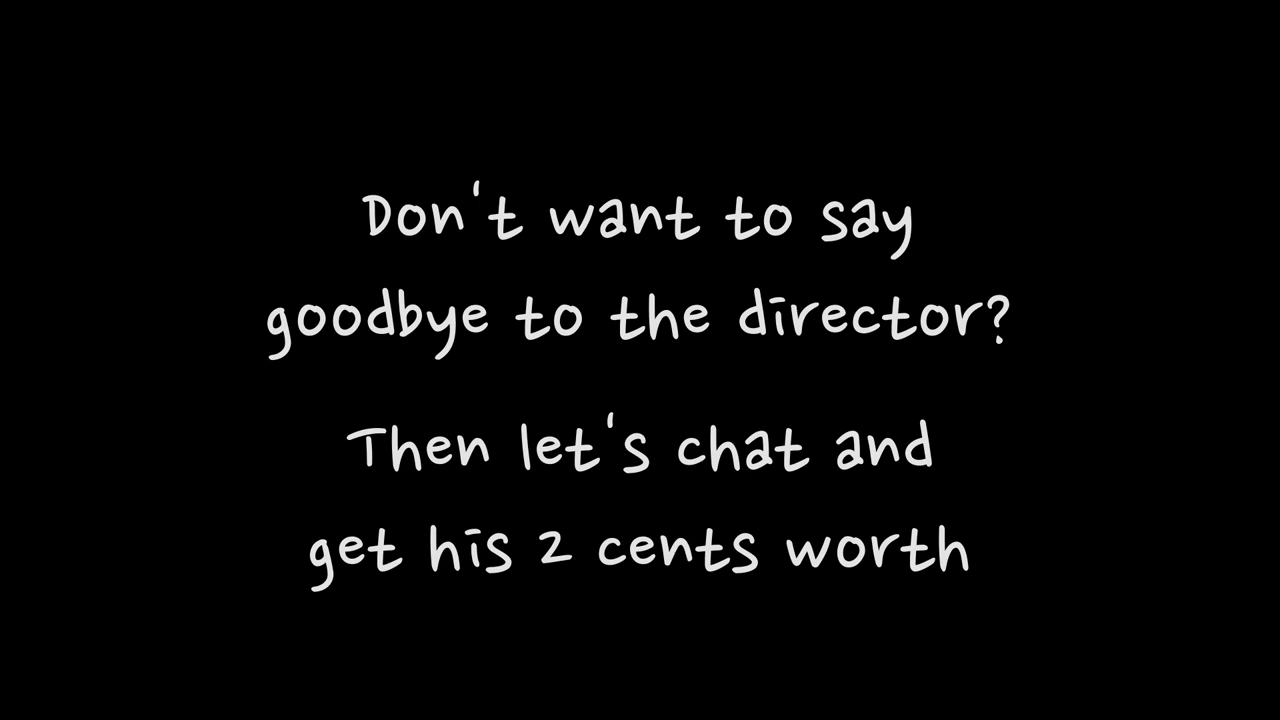 Don't want to say
goodbye to the director?
Then let's chat and
get his 2 cents worth